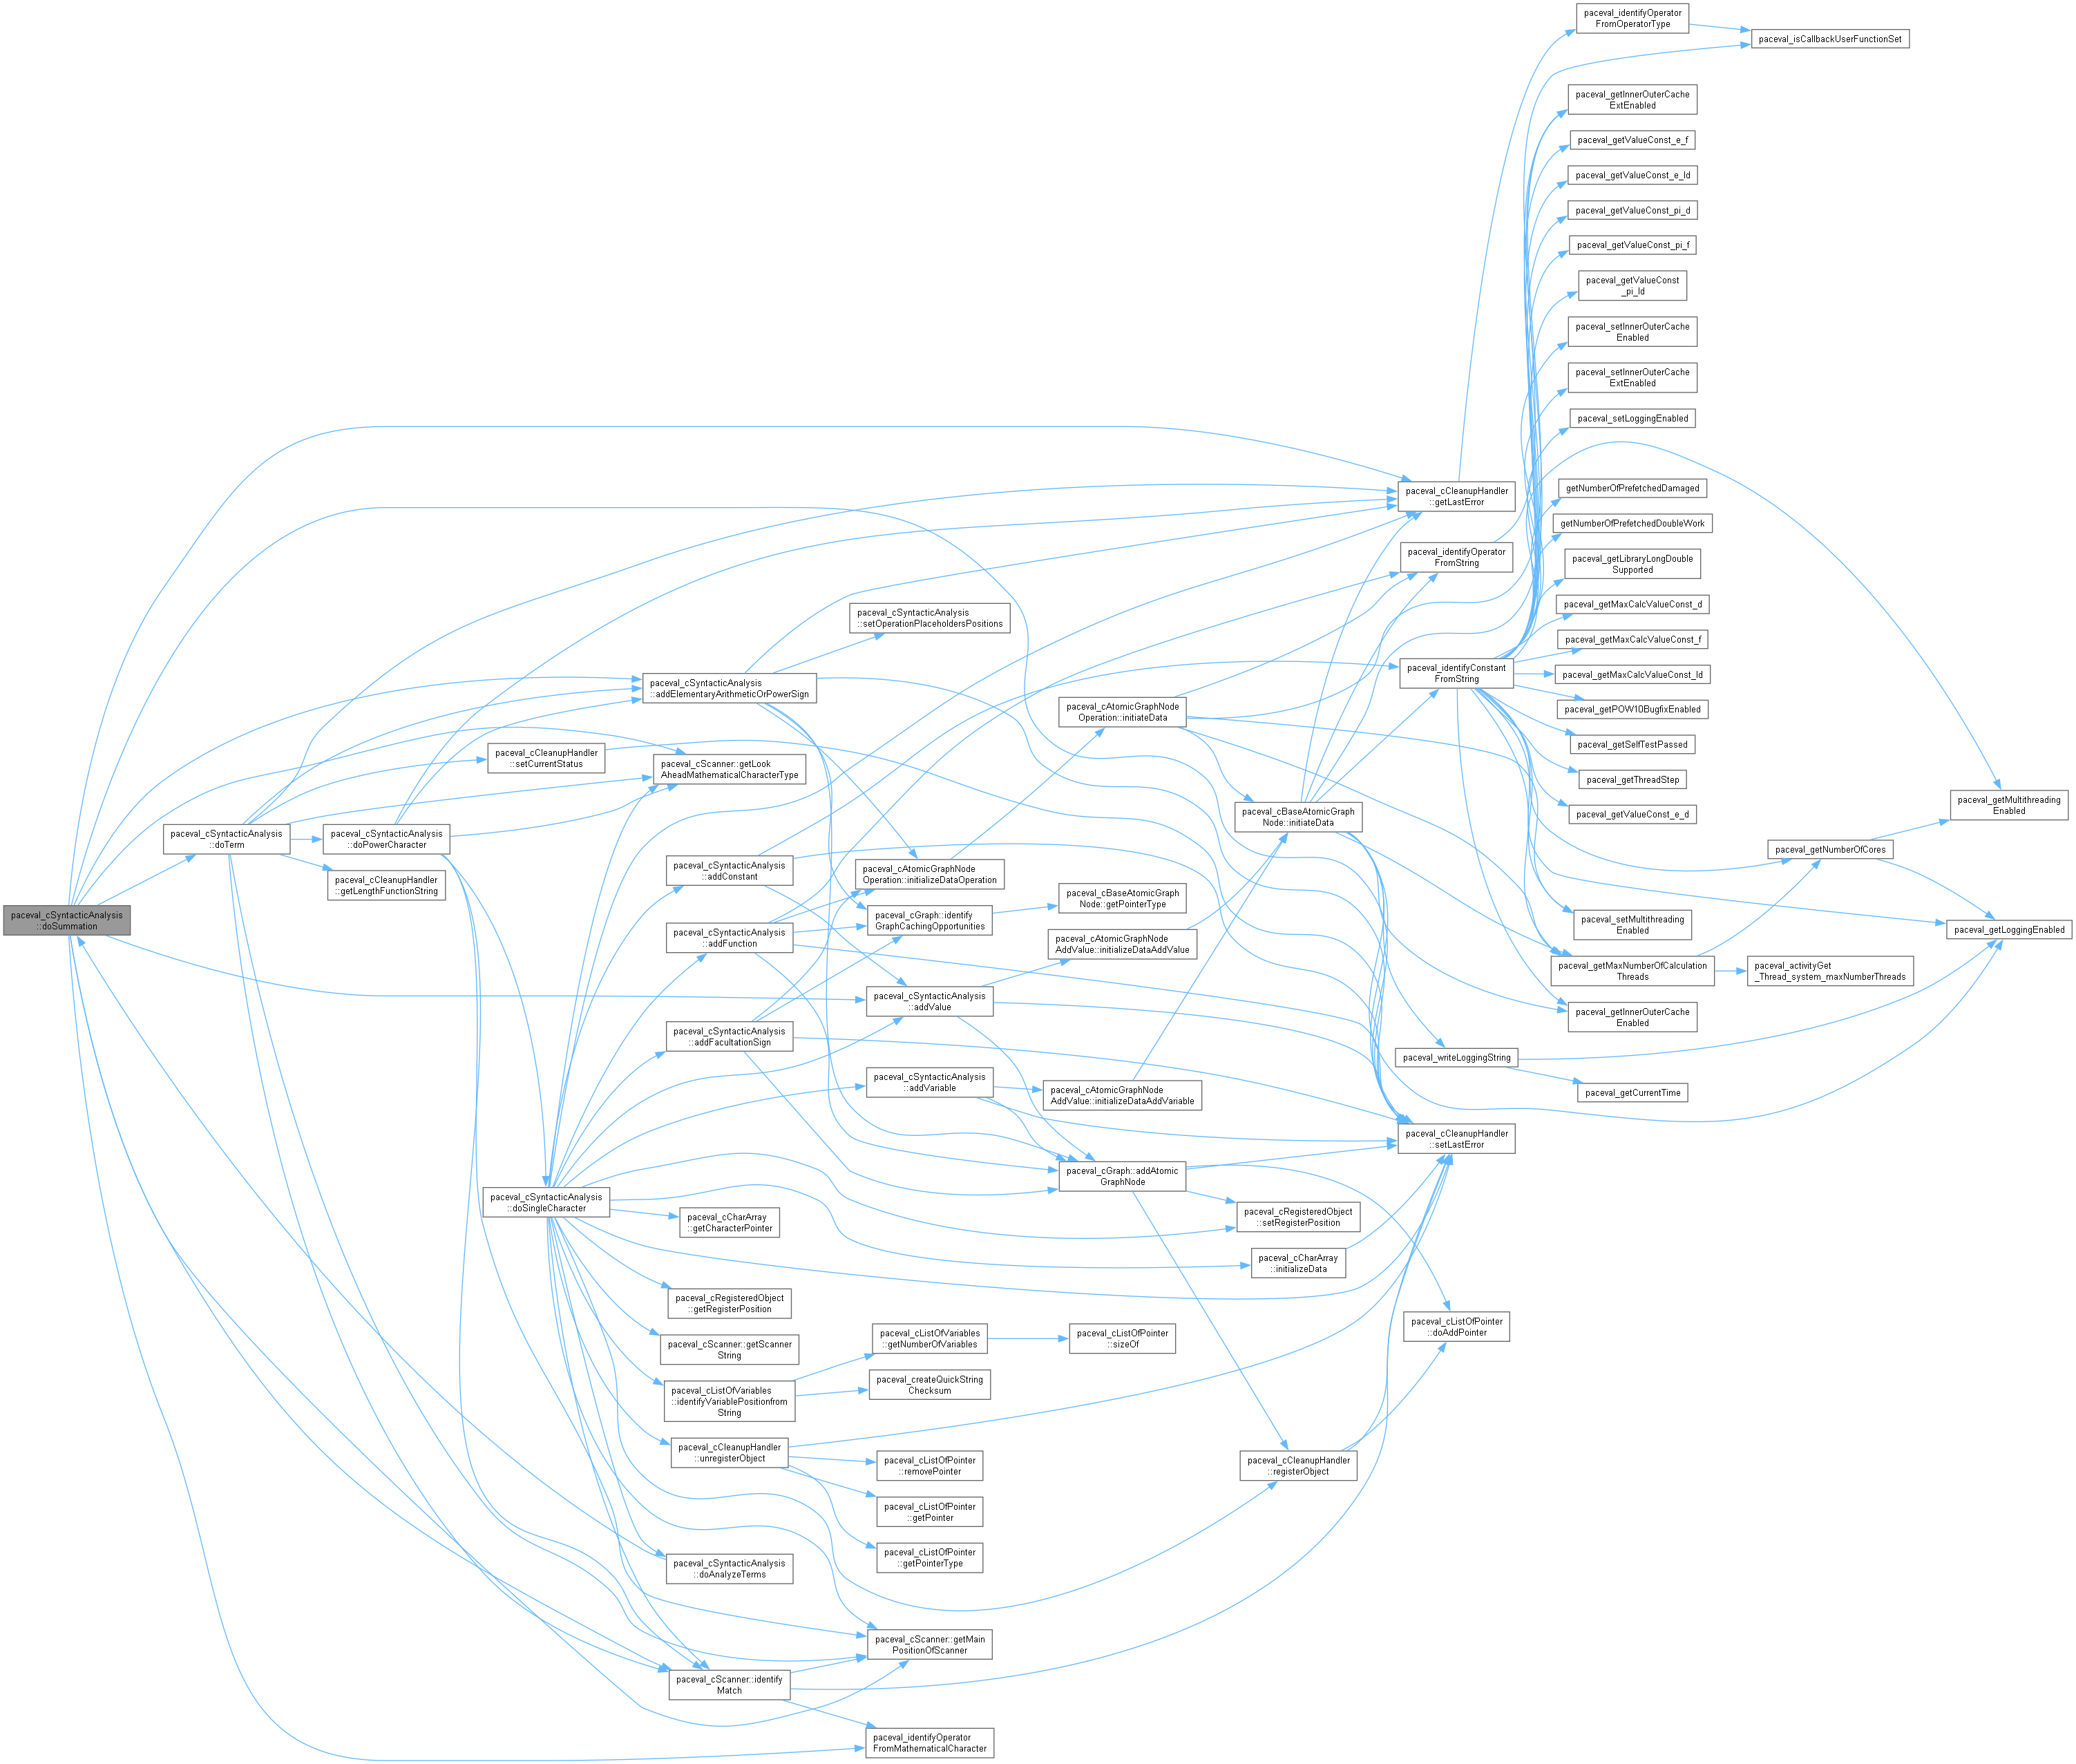 paceval_cSyntacticAnalysis
::doSummation
paceval_cSyntacticAnalysis
::doTerm
paceval_cSyntacticAnalysis
::doPowerCharacter
paceval_cCleanupHandler
::getLengthFunctionString
paceval_cCleanupHandler
::setCurrentStatus
paceval_cSyntacticAnalysis
::doSingleCharacter
paceval_cSyntacticAnalysis
::addElementaryArithmeticOrPowerSign
paceval_cScanner::getLook
AheadMathematicalCharacterType
paceval_cSyntacticAnalysis
::addConstant
paceval_cSyntacticAnalysis
::addFunction
paceval_cSyntacticAnalysis
::addFacultationSign
paceval_cCharArray
::getCharacterPointer
paceval_cRegisteredObject
::getRegisterPosition
paceval_cScanner::getScanner
String
paceval_cListOfVariables
::identifyVariablePositionfrom
String
paceval_cCleanupHandler
::unregisterObject
paceval_cSyntacticAnalysis
::doAnalyzeTerms
paceval_cScanner::identify
Match
paceval_cSyntacticAnalysis
::setOperationPlaceholdersPositions
paceval_cAtomicGraphNode
Operation::initializeDataOperation
paceval_cGraph::identify
GraphCachingOpportunities
paceval_cSyntacticAnalysis
::addValue
paceval_cSyntacticAnalysis
::addVariable
paceval_cListOfVariables
::getNumberOfVariables
paceval_createQuickString
Checksum
paceval_cListOfPointer
::removePointer
paceval_cListOfPointer
::getPointer
paceval_cListOfPointer
::getPointerType
paceval_cScanner::getMain
PositionOfScanner
paceval_identifyOperator
FromMathematicalCharacter
paceval_cAtomicGraphNode
Operation::initiateData
paceval_cBaseAtomicGraph
Node::getPointerType
paceval_cAtomicGraphNode
AddValue::initializeDataAddValue
paceval_cAtomicGraphNode
AddValue::initializeDataAddVariable
paceval_cGraph::addAtomic
GraphNode
paceval_cListOfPointer
::sizeOf
paceval_cBaseAtomicGraph
Node::initiateData
paceval_cRegisteredObject
::setRegisterPosition
paceval_cCharArray
::initializeData
paceval_cCleanupHandler
::registerObject
paceval_cCleanupHandler
::getLastError
paceval_identifyOperator
FromString
paceval_identifyConstant
FromString
paceval_writeLoggingString
paceval_cCleanupHandler
::setLastError
paceval_cListOfPointer
::doAddPointer
paceval_identifyOperator
FromOperatorType
paceval_isCallbackUserFunctionSet
paceval_getInnerOuterCache
ExtEnabled
paceval_getValueConst_e_f
paceval_getValueConst_e_ld
paceval_getValueConst_pi_d
paceval_getValueConst_pi_f
paceval_getValueConst
_pi_ld
paceval_setInnerOuterCache
Enabled
paceval_setInnerOuterCache
ExtEnabled
paceval_setLoggingEnabled
getNumberOfPrefetchedDamaged
getNumberOfPrefetchedDoubleWork
paceval_getLibraryLongDouble
Supported
paceval_getMaxCalcValueConst_d
paceval_getMaxCalcValueConst_f
paceval_getMaxCalcValueConst_ld
paceval_getPOW10BugfixEnabled
paceval_getSelfTestPassed
paceval_getThreadStep
paceval_getValueConst_e_d
paceval_getNumberOfCores
paceval_getMultithreading
Enabled
paceval_setMultithreading
Enabled
paceval_getLoggingEnabled
paceval_getMaxNumberOfCalculation
Threads
paceval_activityGet
_Thread_system_maxNumberThreads
paceval_getInnerOuterCache
Enabled
paceval_getCurrentTime